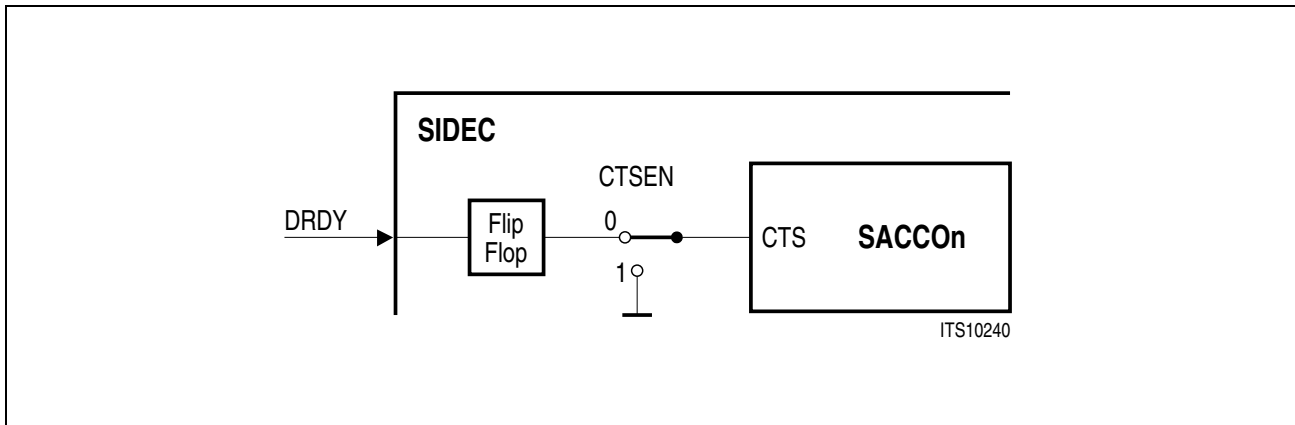 SIDEC
CTSEN
DRDY
Flip
Flop
0
1
CTS
SACCOn
ITS10240